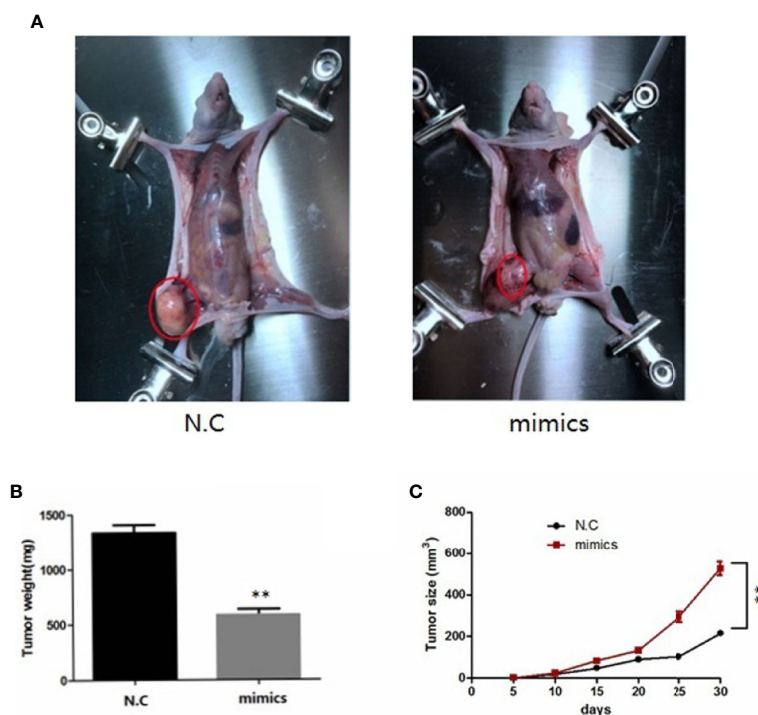 A
N.C
mimics
B
Tumor weight(mg)
1500
1000
500
0
**
N.C
mimics
C
Tumor size (mm³)
800
600
400
200
0
N.C
mimics
**
0 5 10 15 20 25 30
days